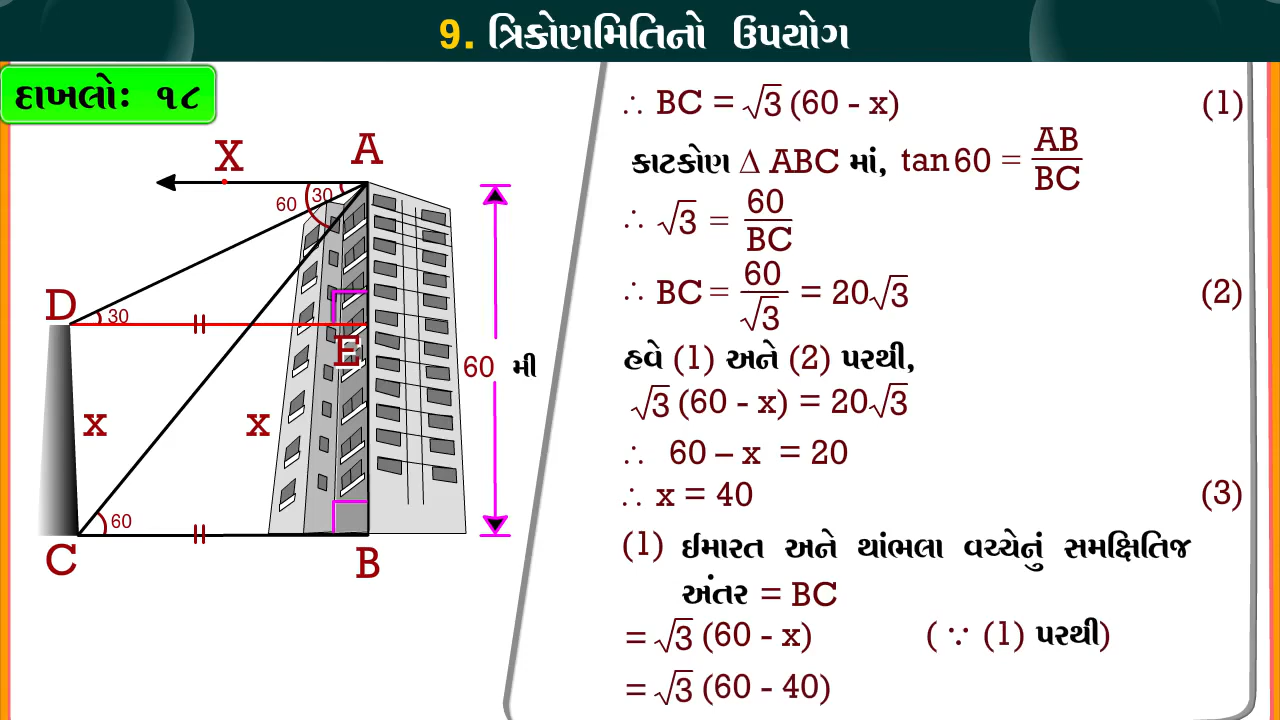 9. ત્રિકોણમિતિનો ઉપયોગ
દાખલોઃ ૧૮
X A
60 30
D 30
E
60 મી
x x
60
C B
∴ BC = √3 (60 - x) (1)
કાટકોણ Δ ABC માં, tan 60 = AB/BC
∴ √3 = 60/BC
∴ BC = 60/√3 = 20√3 (2)
હવે (1) અને (2) પરથી,
√3 (60 - x) = 20√3
∴ 60 – x = 20
∴ x = 40 (3)
(1) ઈમારત અને થાંભલા વચ્ચેનું સમક્ષિતિજ
અંતર = BC
= √3 (60 - x) ( ∵ (1) પરથી)
= √3 (60 - 40)